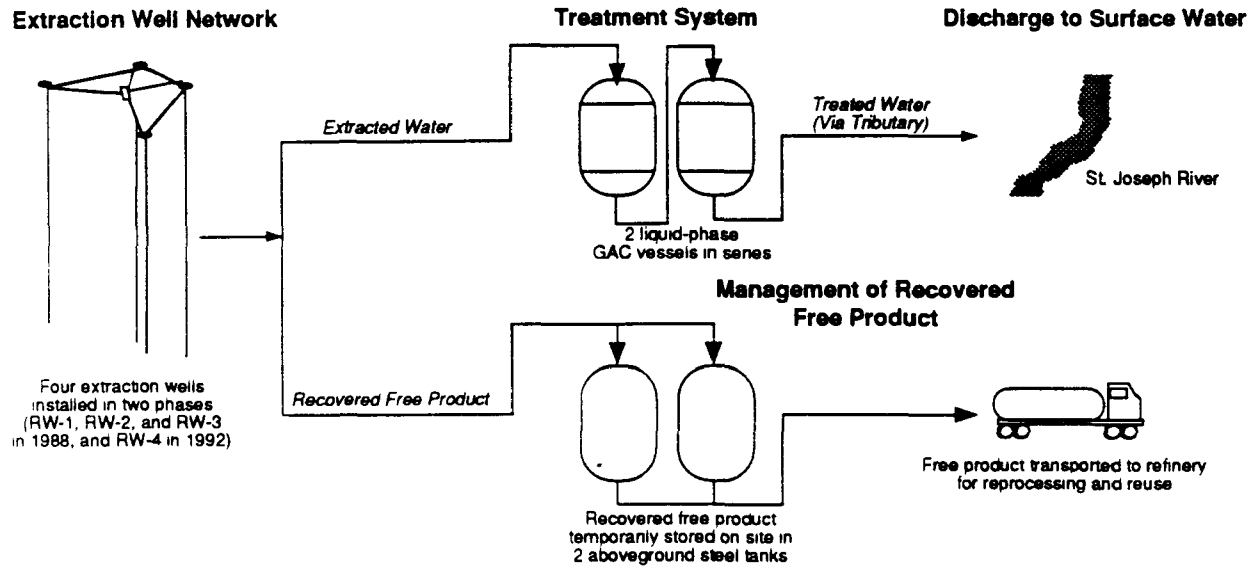 Extraction Well Network
Treatment System
Discharge to Surface Water
Extracted Water
Treated Water
(Via Tributary)
St. Joseph River
2 liquid-phase
GAC vessels in series
Management of Recovered
Free Product
Four extraction wells
installed in two phases
(RW-1, RW-2, and RW-3
in 1988, and RW-4 in 1992)
Recovered Free Product
Free product transported to refinery
for reprocessing and reuse
Recovered free product
temporarily stored on site in
2 aboveground steel tanks